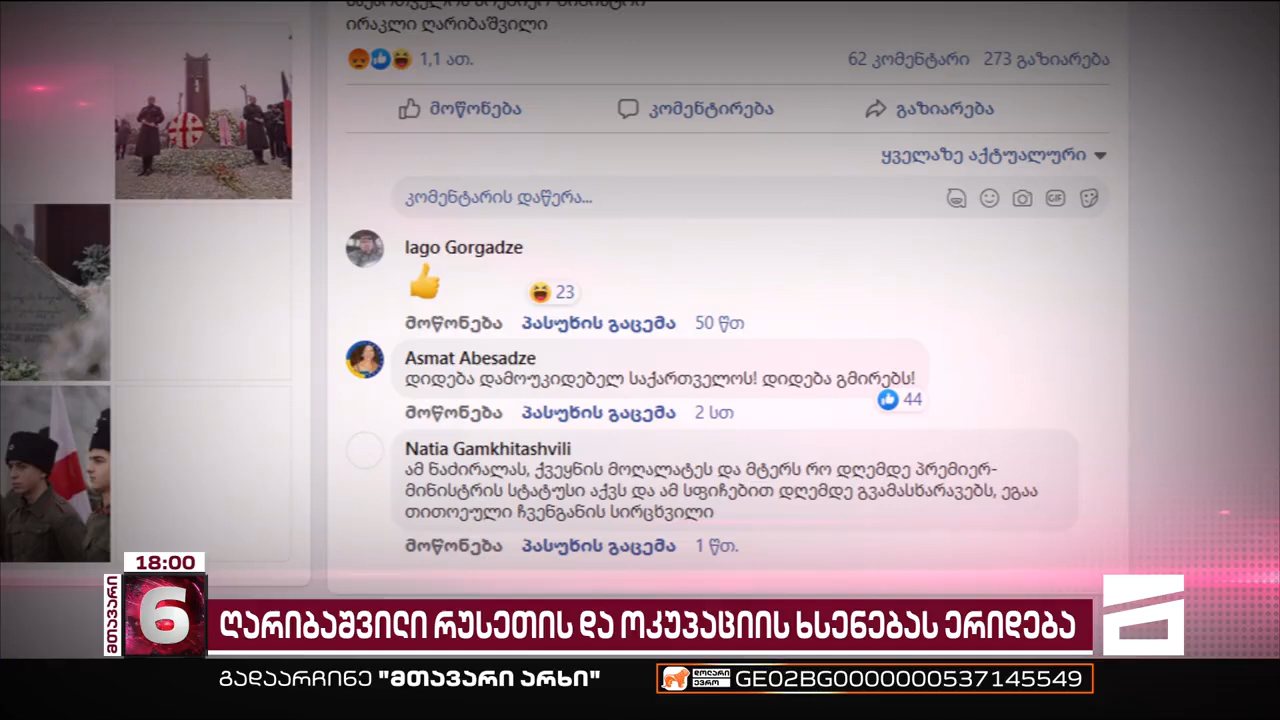 ირაკლი ღარიბაშვილი
1,1 ათ.
62 კომენტარი 273 გაზიარება
მოწონება კომენტირება გაზიარება
ყველაზე აქტუალური
კომენტარის დაწერა...
GIF
Iago Gorgadze
23
მოწონება პასუხის გაცემა 50 წთ
Asmat Abesadze
დიდება დამოუკიდებელ საქართველოს! დიდება გმირებს!
44
მოწონება პასუხის გაცემა 2 სთ
Natia Gamkhitashvili
ამ ნაძირალას, ქვეყნის მოღალატეს და მტერს რო დღემდე პრემიერ-
მინისტრის სტატუსი აქვს და ამ სფიჩებით დღემდე გვამასხარავებს, ეგაა
თითოეული ჩვენგანის სირცხვილი
მოწონება პასუხის გაცემა 1 წთ.
18:00
მთავარი
6
ღარიბაშვილი რუსეთის და ოკუპაციის ხსენებას ერიდება
გადაარჩინე "მთავარი არხი"
დოლარი
ევრო
GE02BG0000000537145549